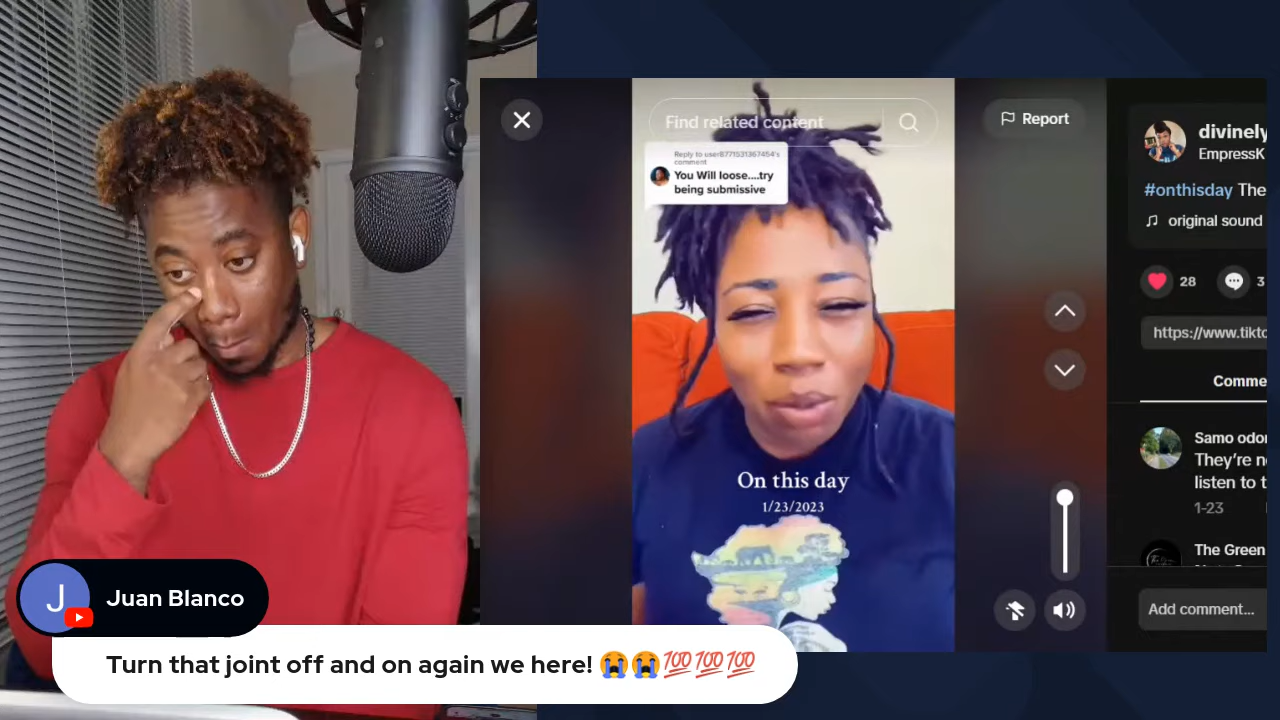 Find related content
Report
Reply to user8771531367454's
comment
You Will loose....try
being submissive
On this day
1/23/2023
divinely
EmpressK
#onthisday The
original sound
28
3
https://www.tiktc
Comme
Samo odor
They're n
listen to t
1-23
The Green
Add comment...
J
Juan Blanco
Turn that joint off and on again we here! 😭😭💯💯💯